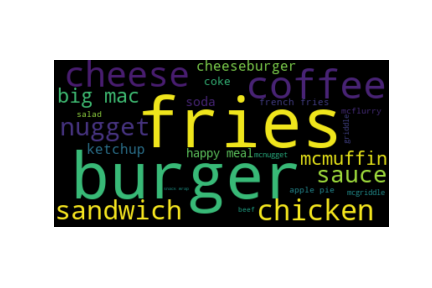 cheeseburger
cheese coffee
coke
big mac
soda french fries
fries
salad mcflurry
nugget griddle
ketchup happy meal mcnugget mcmuffin
burger sauce
apple pie mcgriddle
sandwich beef chicken